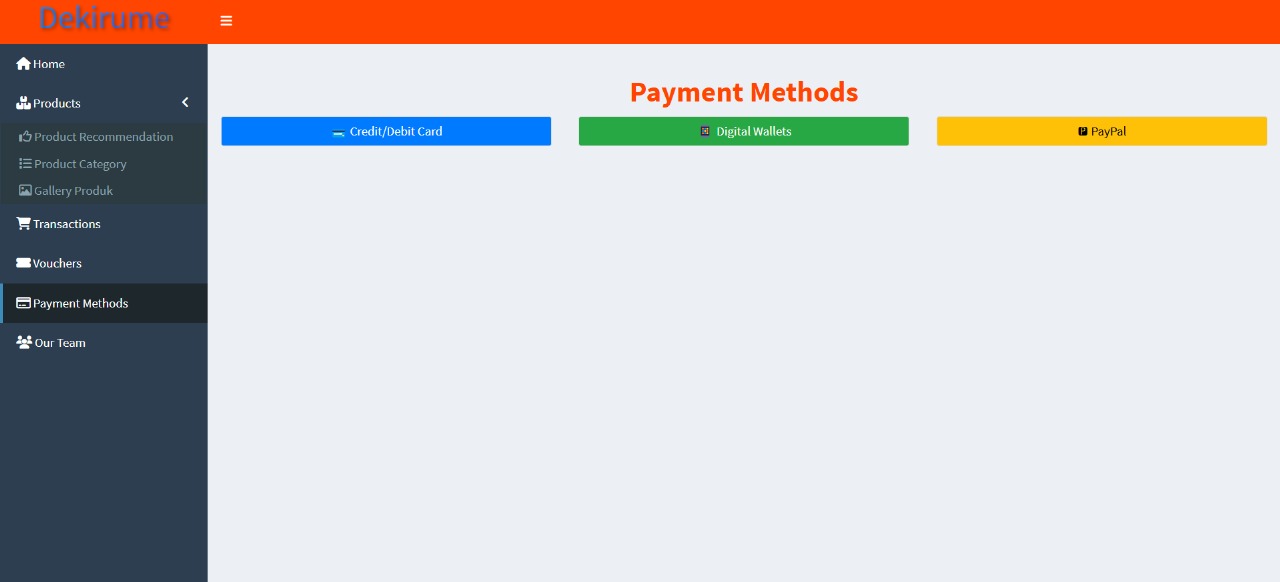 Dekirume
Home
Products
Product Recommendation
Product Category
Gallery Produk
Transactions
Vouchers
Payment Methods
Our Team
Payment Methods
Credit/Debit Card
Digital Wallets
PayPal